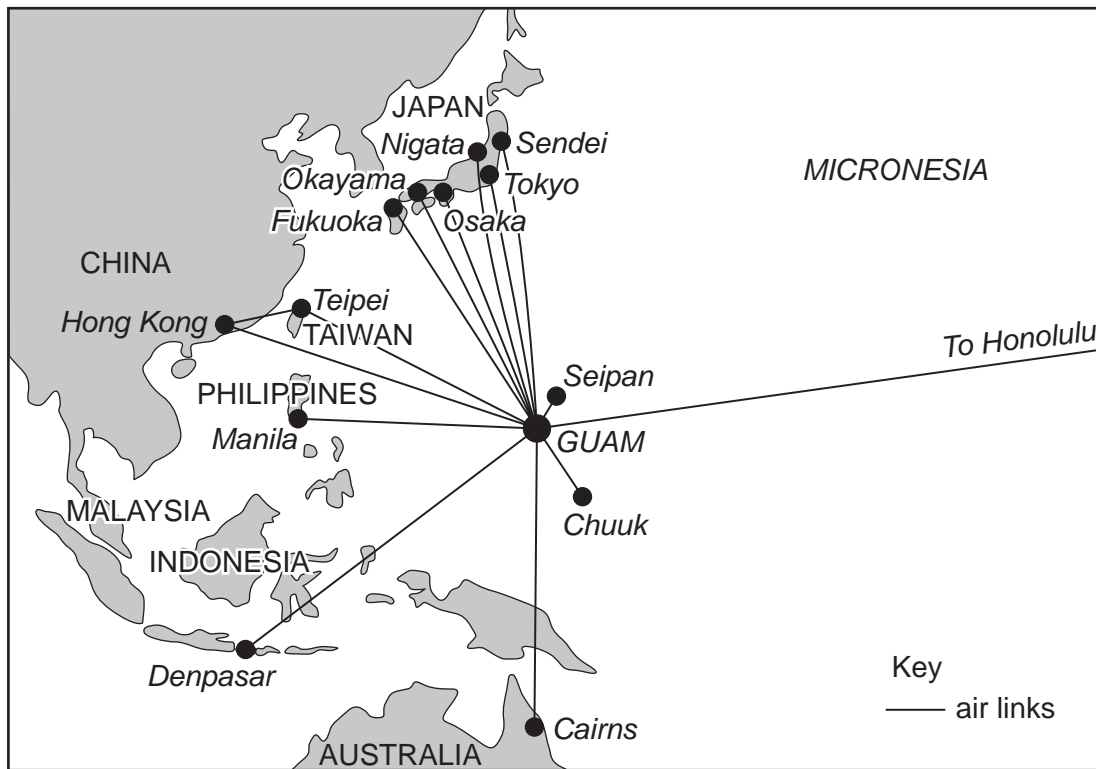 JAPAN
Nigata
Sendei
Okayama
Tokyo
MICRONESIA
Fukuoka
Osaka
CHINA
Teipei
Hong Kong
TAIWAN
To Honolulu
Seipan
PHILIPPINES
Manila
GUAM
MALAYSIA
Chuuk
INDONESIA
Denpasar
Key
air links
Cairns
AUSTRALIA